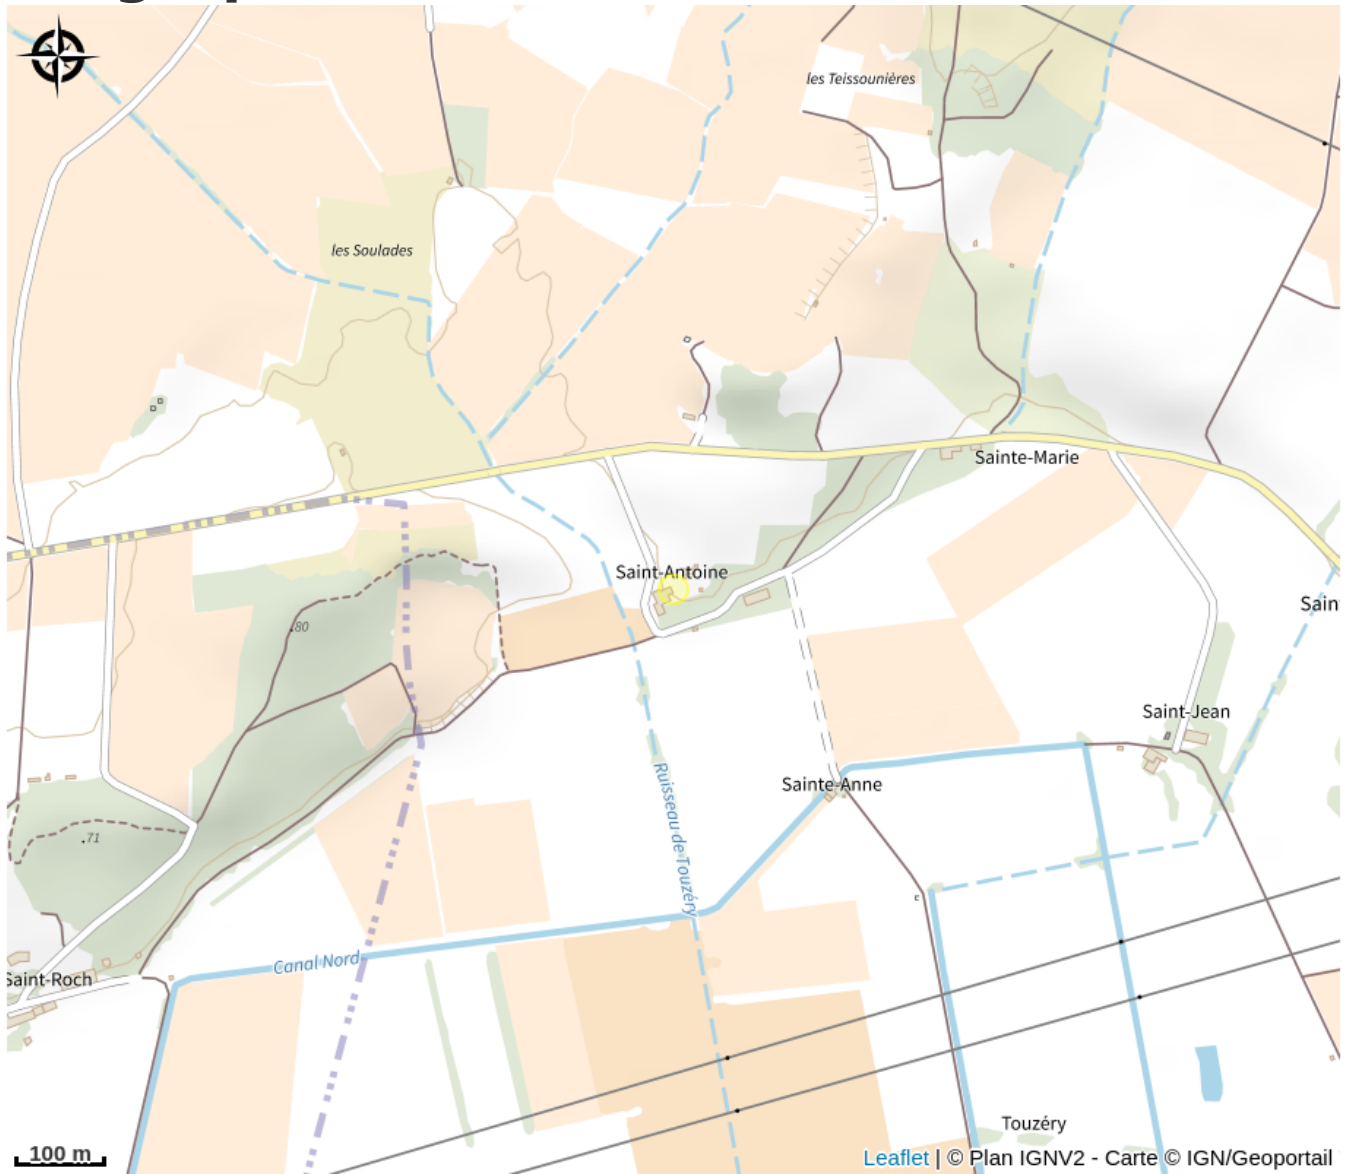 les Teissounières
les Soulades
Sainte-Marie
Saint-Antoine
Sain
80
Saint-Jean
Sainte-Anne
Ruisseau de Touzéry
71
Canal Nord
Saint-Roch
Touzéry
100 m
Leaflet | © Plan IGNV2 - Carte © IGN/Geoportail